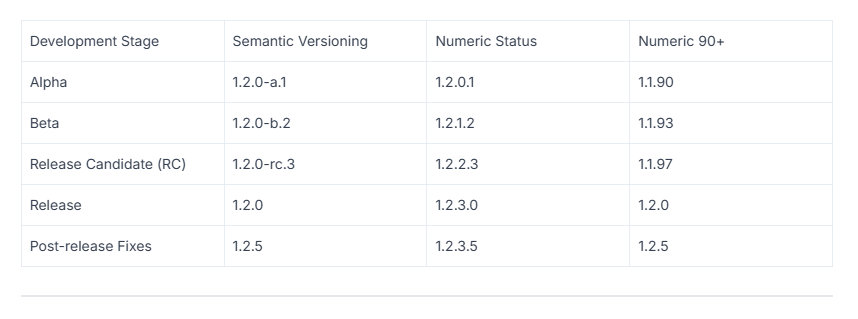 Development Stage Semantic Versioning Numeric Status Numeric 90+
Alpha 1.2.0-a.1 1.2.0.1 1.1.90
Beta 1.2.0-b.2 1.2.1.2 1.1.93
Release Candidate (RC) 1.2.0-rc.3 1.2.2.3 1.1.97
Release 1.2.0 1.2.3.0 1.2.0
Post-release Fixes 1.2.5 1.2.3.5 1.2.5